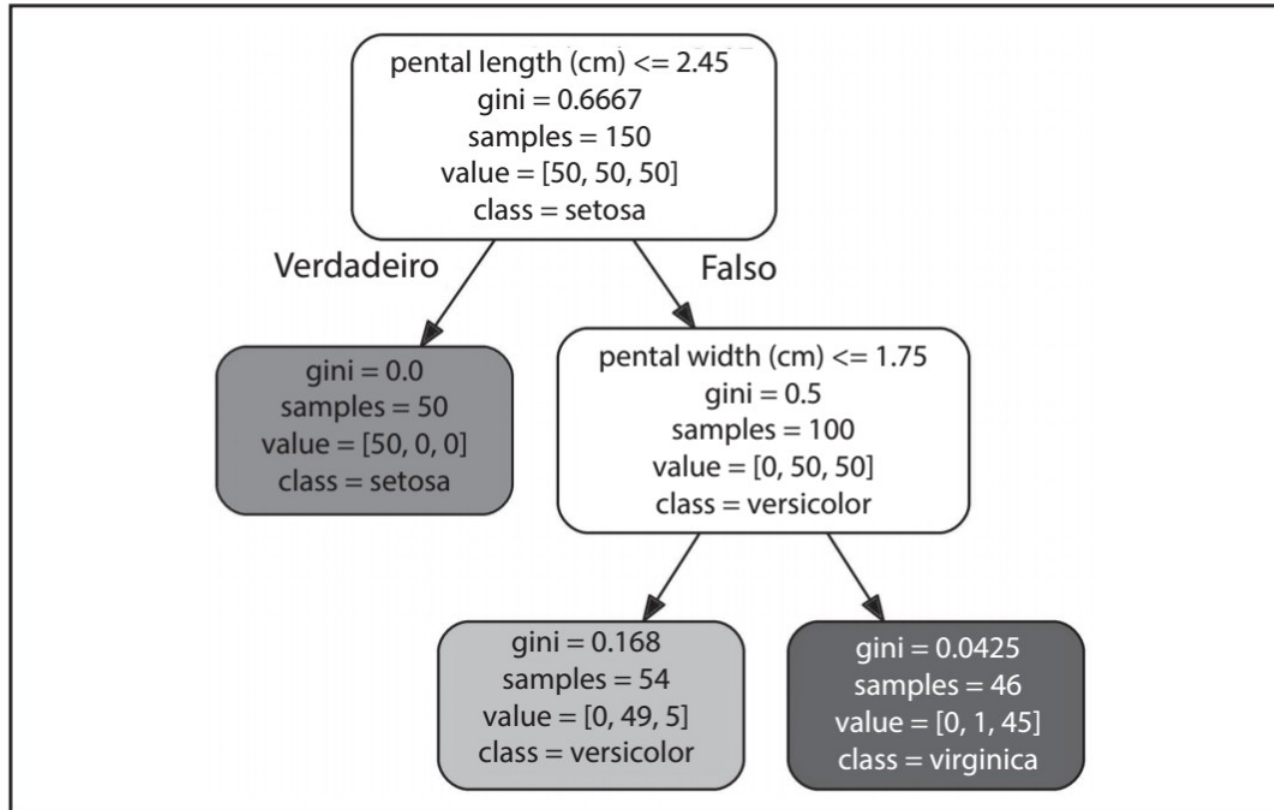 pental length (cm) <= 2.45
gini = 0.6667
samples = 150
value = [50, 50, 50]
class = setosa
Verdadeiro
Falso
gini = 0.0
samples = 50
value = [50, 0, 0]
class = setosa
pental width (cm) <= 1.75
gini = 0.5
samples = 100
value = [0, 50, 50]
class = versicolor
gini = 0.168
samples = 54
value = [0, 49, 5]
class = versicolor
gini = 0.0425
samples = 46
value = [0, 1, 45]
class = virginica